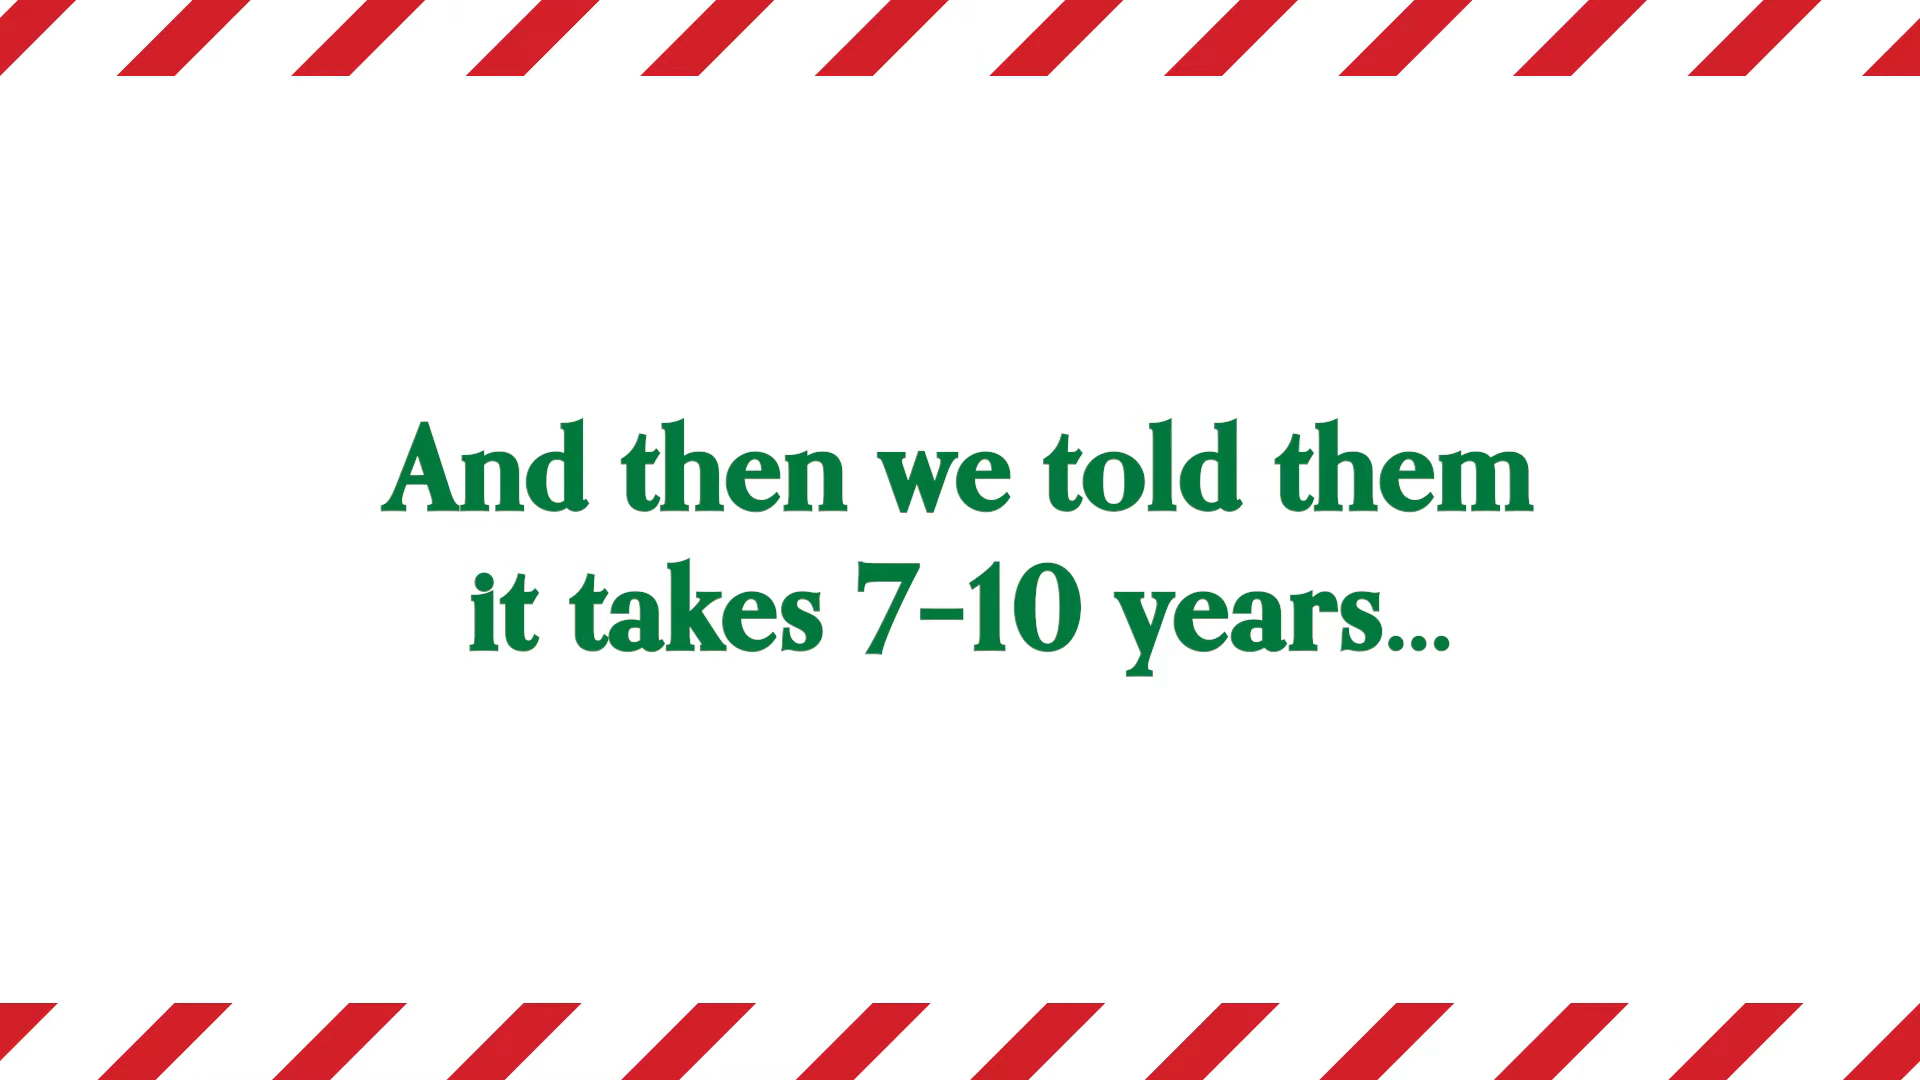 And then we told them
it takes 7-10 years...